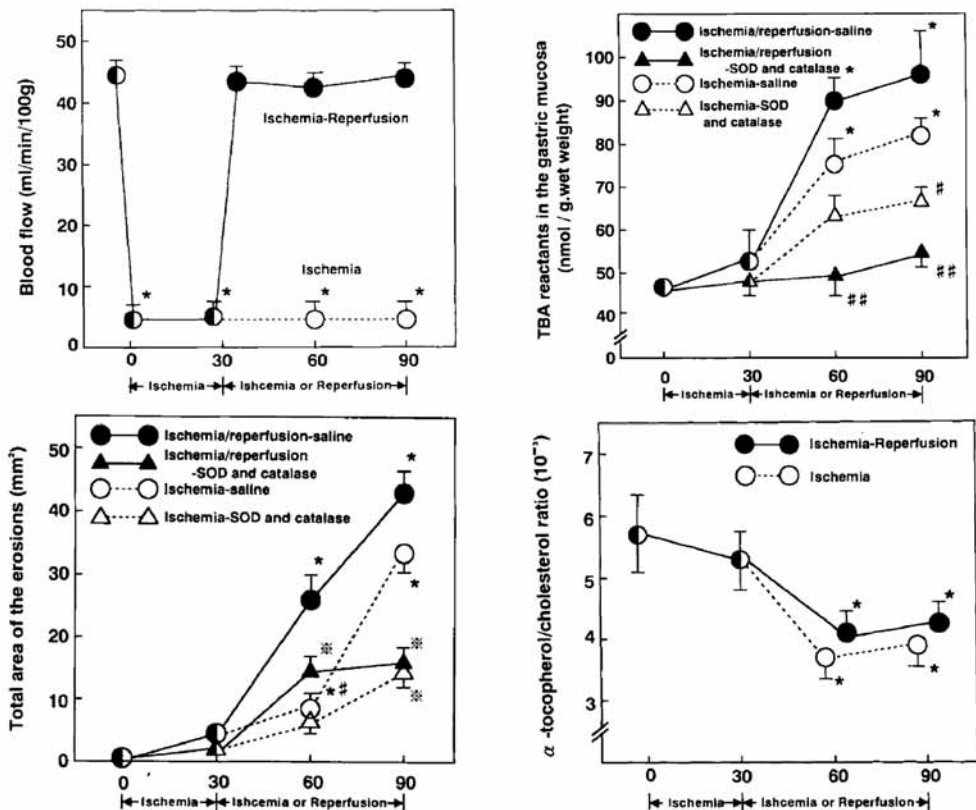 Blood flow (ml/min/100g)
50
40
30
20
10
0
Ischemia-Reperfusion
Ischemia
*
*
*
*
0
30
60
90
Ischemia
Ishcemia or Reperfusion
TBA reactants in the gastric mucosa
(nmol / g.wet weight)
100
90
80
70
60
50
40
0
Ischemia/reperfusion-saline
Ischemia/reperfusion
-SOD and catalase
Ischemia-saline
Ischemia-SOD
and catalase
*
*
*
*
#
##
##
0
30
60
90
Ischemia
Ishcemia or Reperfusion
Total area of the erosions (mm²)
50
40
30
20
10
0
Ischemia/reperfusion-saline
Ischemia/reperfusion
-SOD and catalase
Ischemia-saline
Ischemia-SOD and catalase
*
*
*
※
※
* #
※
0
30
60
90
Ischemia
Ishcemia or Reperfusion
α -tocopherol/cholesterol ratio (10⁻³)
7
6
5
4
3
Ischemia-Reperfusion
Ischemia
*
*
*
*
0
30
60
90
Ischemia
Ishcemia or Reperfusion